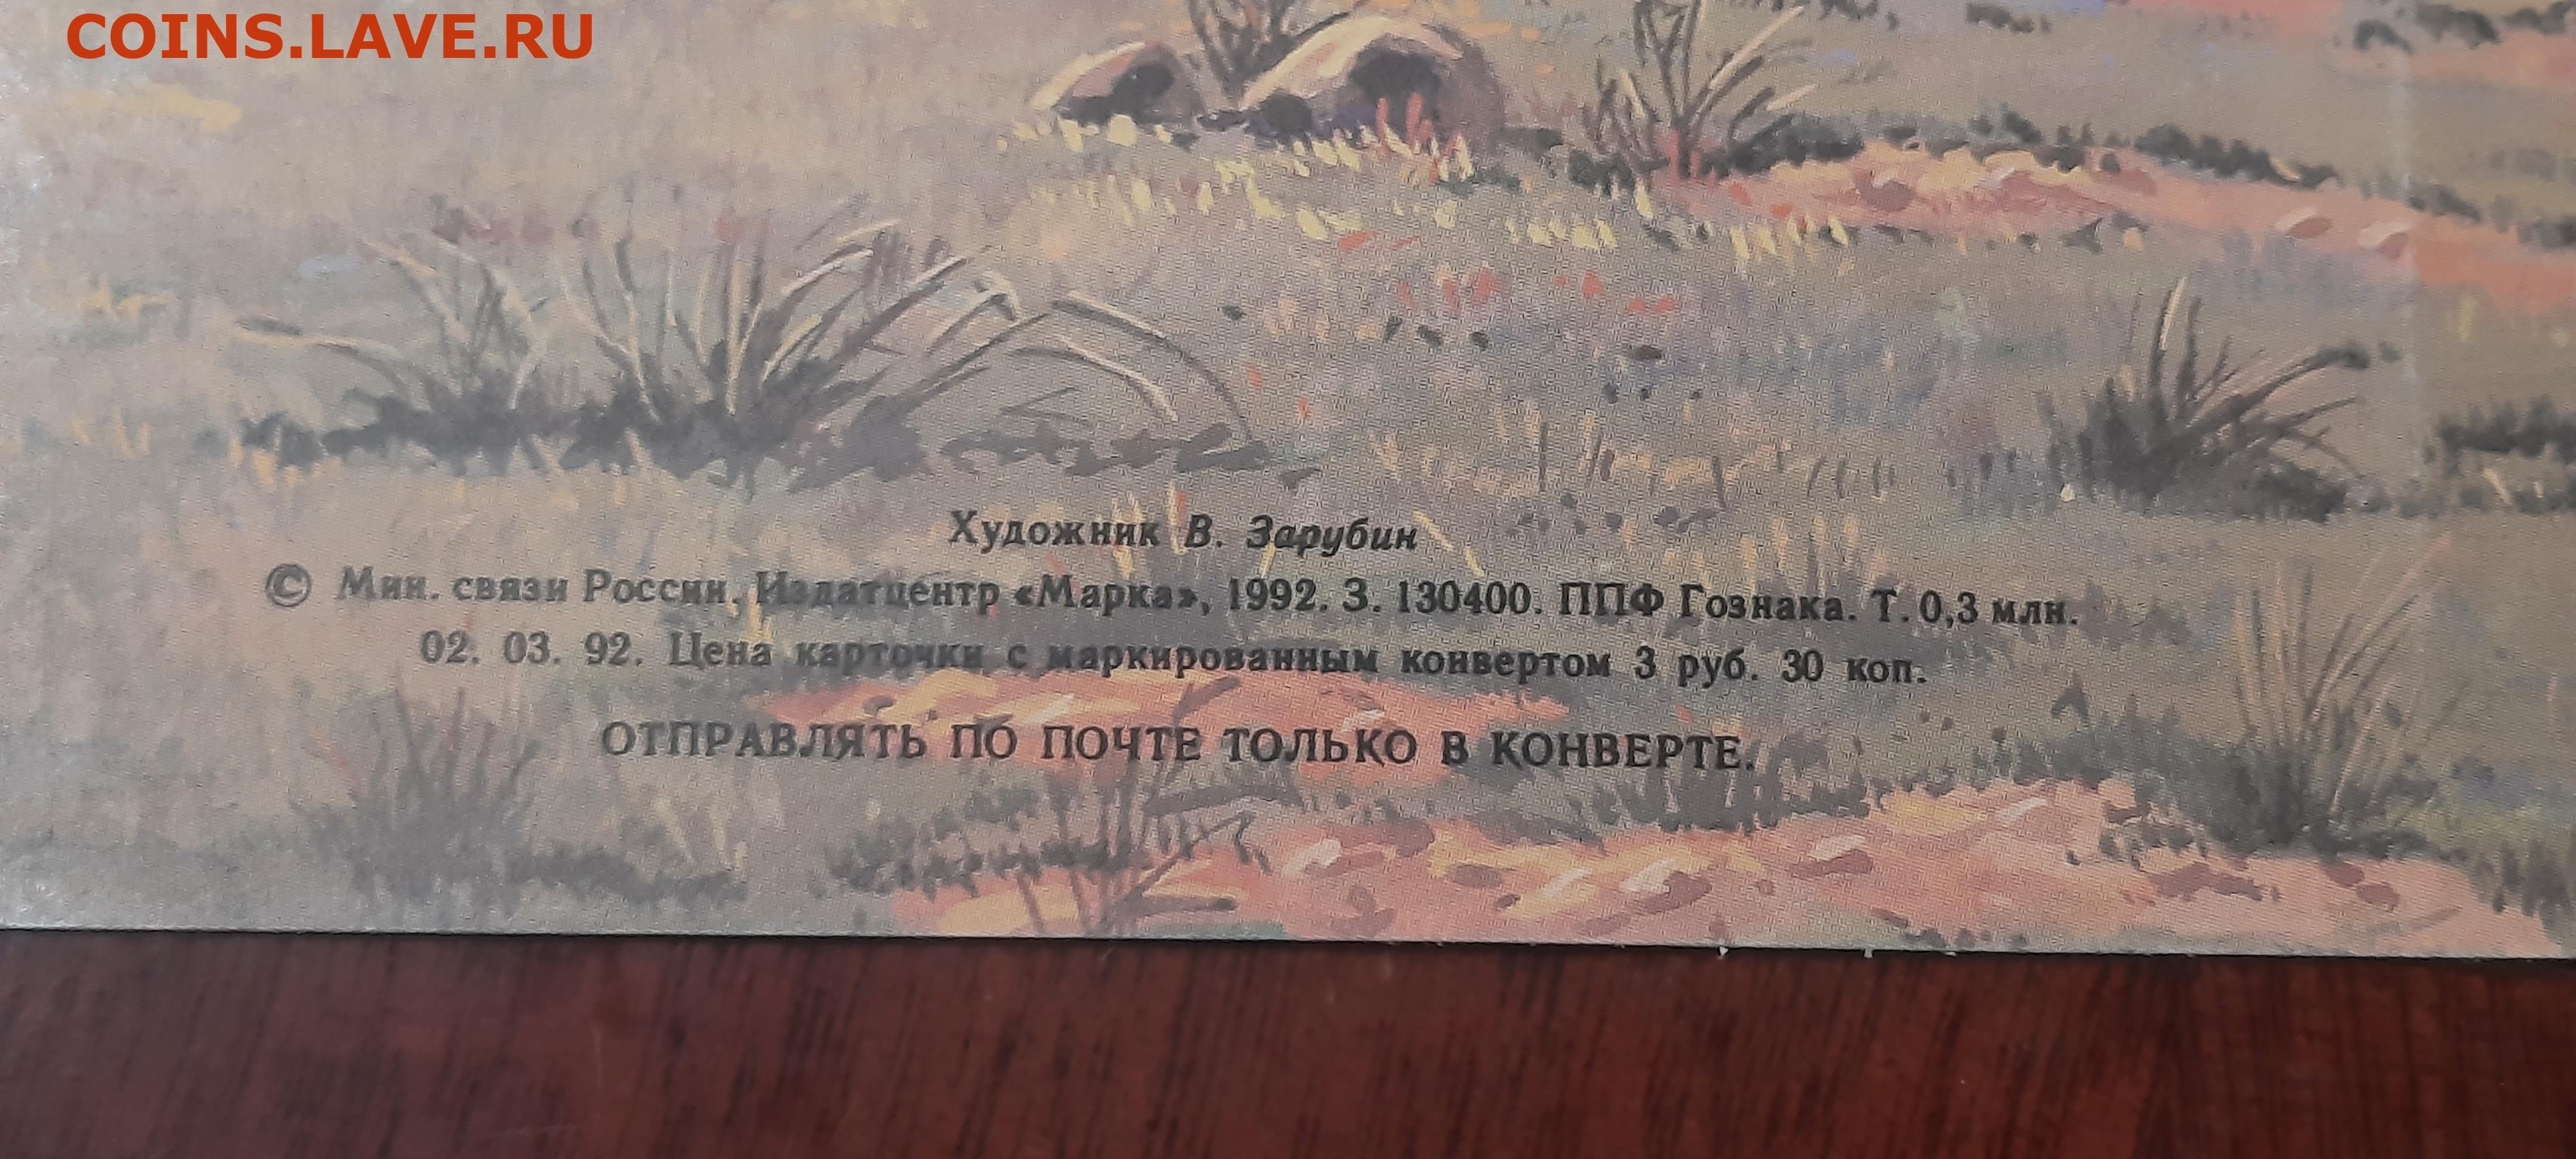 COINS.LAVE.RU
Художник В. Зарубин
© Мин. связи России, Издатцентр «Марка», 1992. З. 130400. ППФ Гознака. Т. 0,3 млн.
02. 03. 92. Цена карточки с маркированным конвертом 3 руб. 30 коп.
ОТПРАВЛЯТЬ ПО ПОЧТЕ ТОЛЬКО В КОНВЕРТЕ.